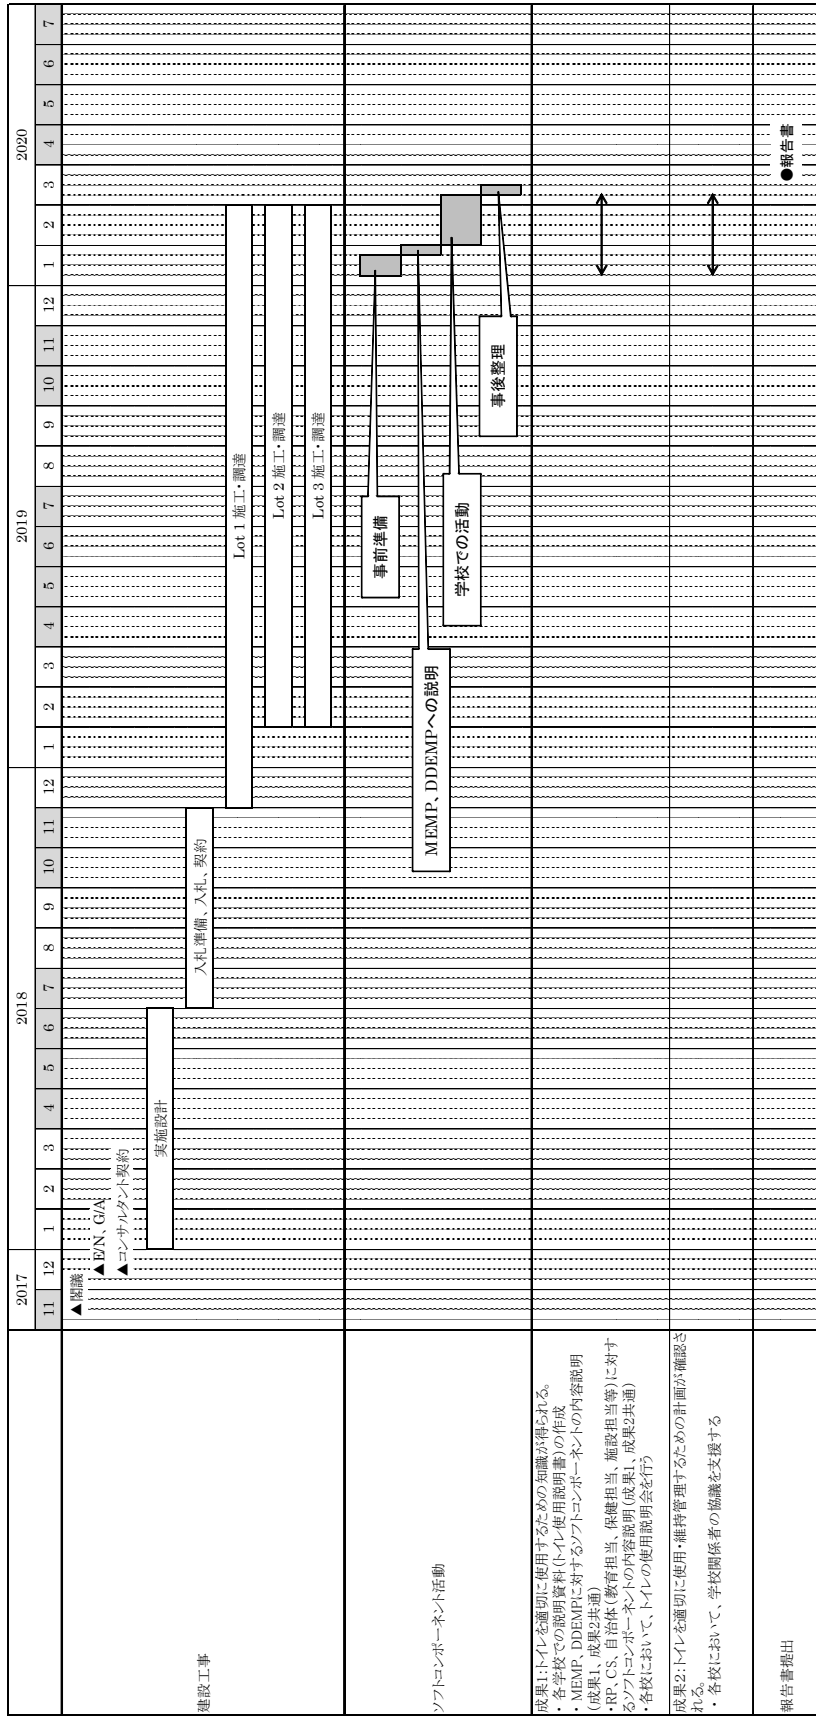 2017 2018 2019 2020
11 12 1 2 3 4 5 6 7 8 9 10 11 12 1 2 3 4 5 6 7 8 9 10 11 12 1 2 3 4 5 6 7
建設工事
▲閣議
▲E/N、G/A
▲コンサルタント契約
実施設計
入札準備、入札、契約
Lot 1 施工・調達
Lot 2 施工・調達
Lot 3 施工・調達
ソフトコンポーネント活動
事前準備
MEMP、DDEMPへの説明
学校での活動
事後整理
成果1:トイレを適切に使用するための知識が得られる。
・各学校での説明資料(トイレ使用説明書)の作成
・MEMP、DDEMPに対するソフトコンポーネントの内容説明
(成果1、成果2共通)
・RP、CS、自治体(教育担当、保健担当、施設担当等)に対す
るソフトコンポーネントの内容説明(成果1、成果2共通)
・各校において、トイレの使用説明会を行う
成果2:トイレを適切に使用・維持管理するための計画が確認さ
れる。
・各校において、学校関係者の協議を支援する
報告書提出
●報告書